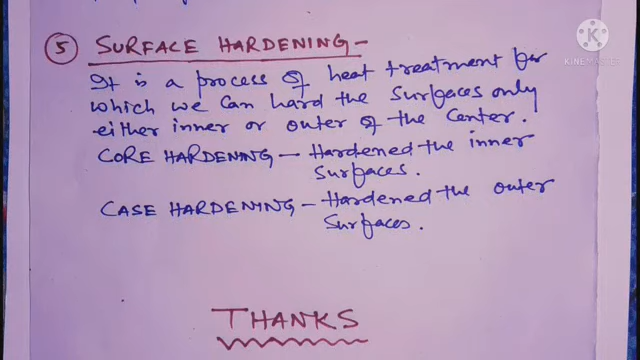 ⑤ SURFACE HARDENING -
It is a process of heat treatment for
which we can hard the surfaces only
either inner or outer of the center.
CORE HARDENING - Hardened the inner
surfaces.
CASE HARDENING - Hardened the outer
surfaces.
THANKS
K
KINEMASTER